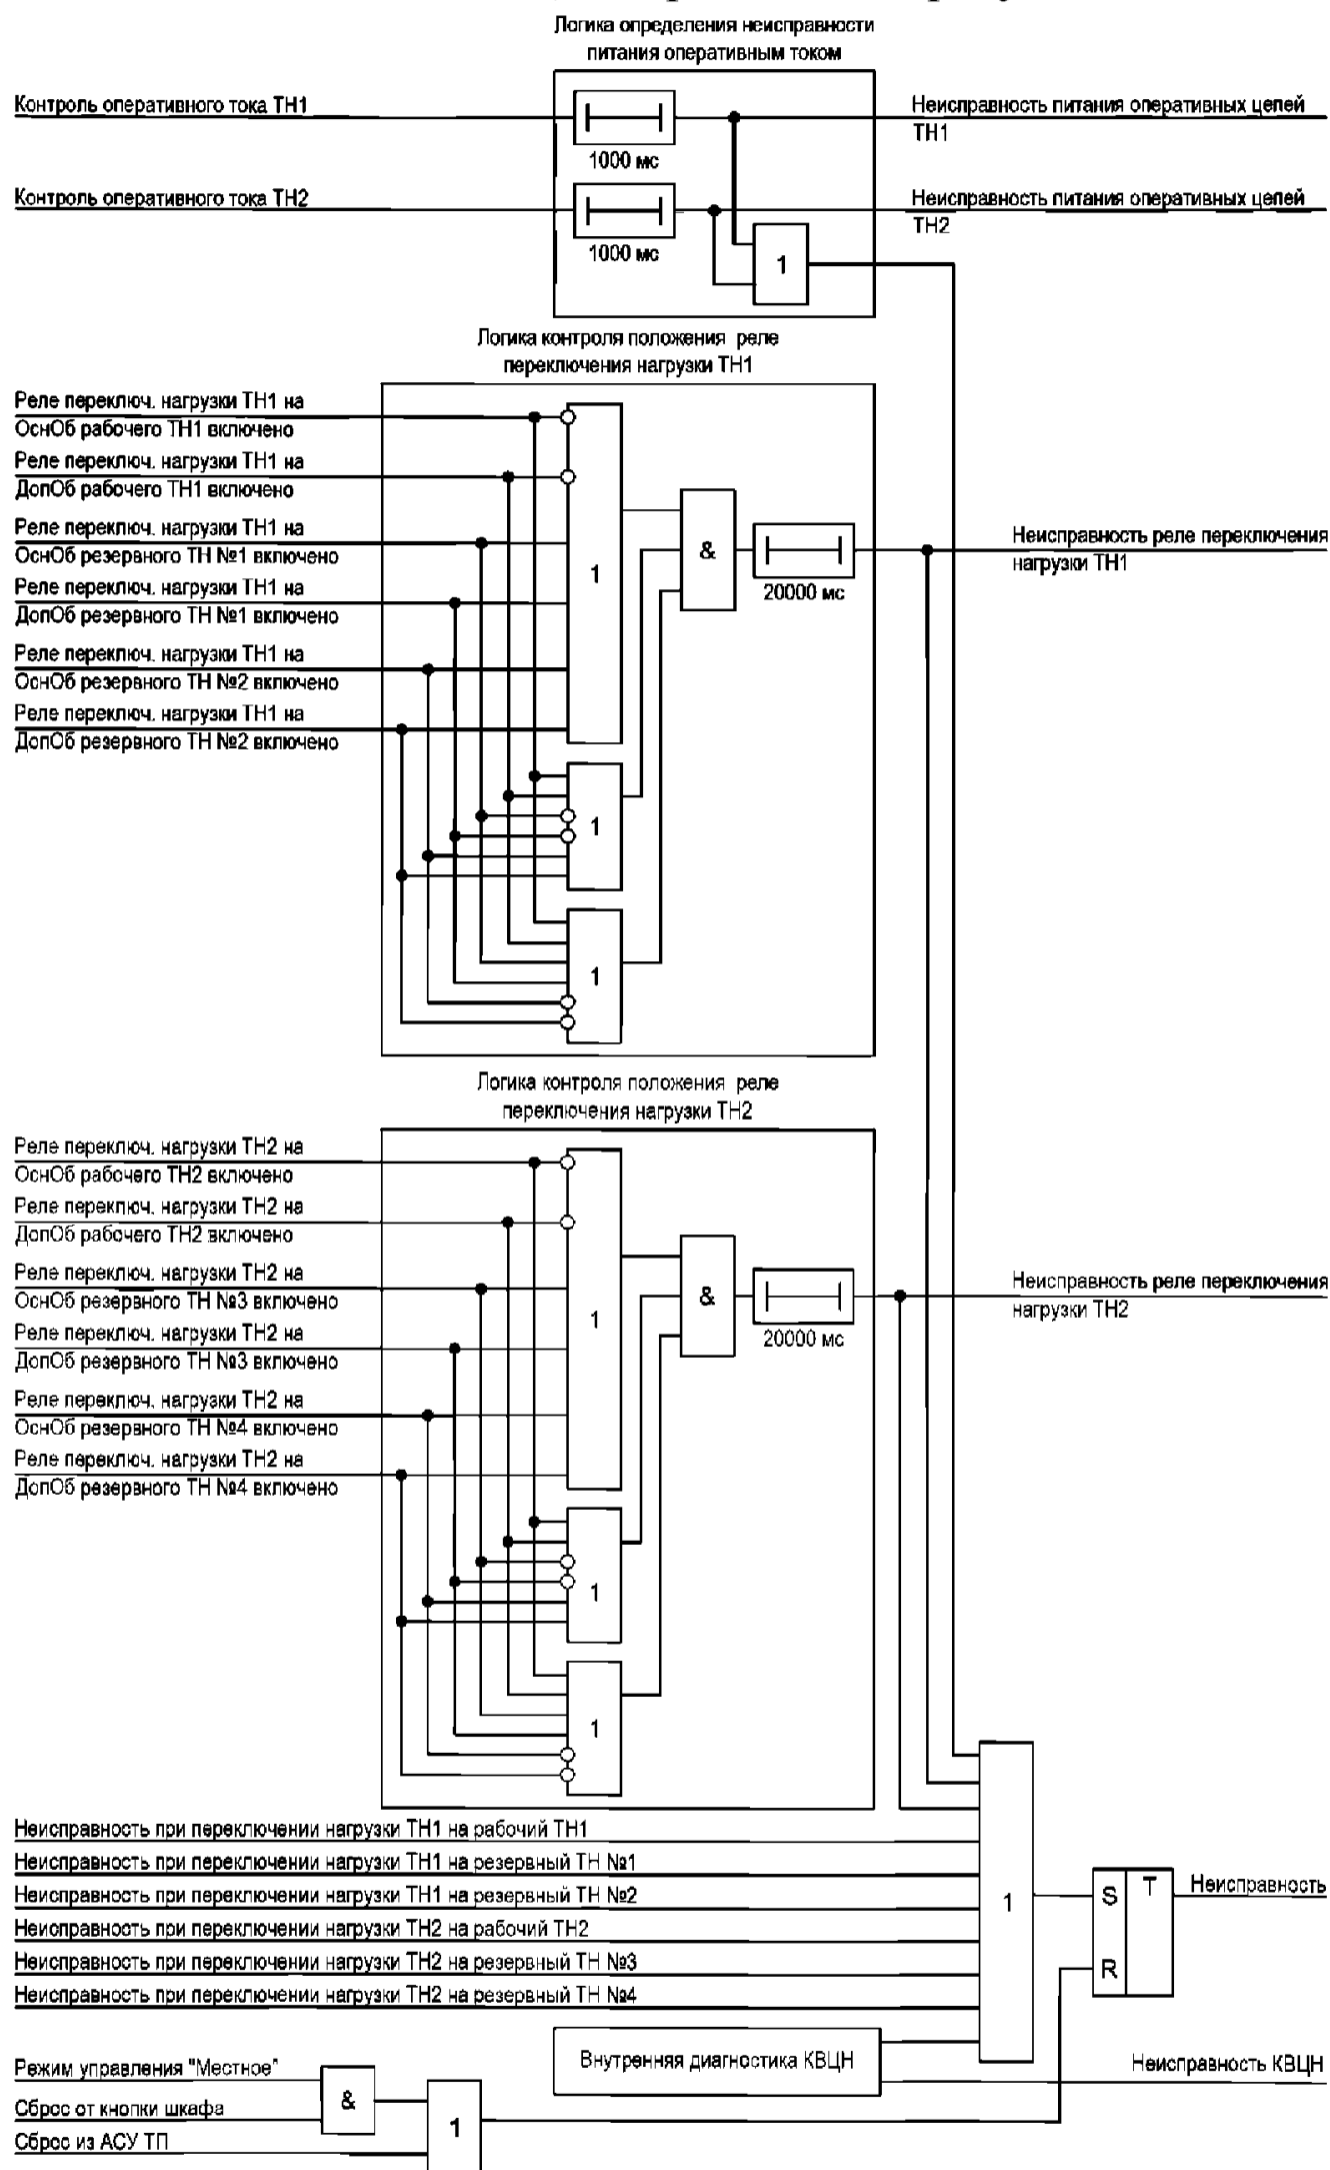 Логика определения неисправности
питания оперативным током
Контроль оперативного тока ТН1
Неисправность питания оперативных цепей
ТН1
1000 мс
Контроль оперативного тока ТН2
Неисправность питания оперативных цепей
ТН2
1000 мс
1
Логика контроля положения реле
переключения нагрузки ТН1
Реле переключ. нагрузки ТН1 на
ОснОб рабочего ТН1 включено
Реле переключ. нагрузки ТН1 на
ДопОб рабочего ТН1 включено
Реле переключ. нагрузки ТН1 на
ОснОб резервного ТН №1 включено
Реле переключ. нагрузки ТН1 на
ДопОб резервного ТН №1 включено
Реле переключ. нагрузки ТН1 на
ОснОб резервного ТН №2 включено
Реле переключ. нагрузки ТН1 на
ДопОб резервного ТН №2 включено
1
&
20000 мс
Неисправность реле переключения
нагрузки ТН1
1
1
Логика контроля положения реле
переключения нагрузки ТН2
Реле переключ. нагрузки ТН2 на
ОснОб рабочего ТН2 включено
Реле переключ. нагрузки ТН2 на
ДопОб рабочего ТН2 включено
Реле переключ. нагрузки ТН2 на
ОснОб резервного ТН №3 включено
Реле переключ. нагрузки ТН2 на
ДопОб резервного ТН №3 включено
Реле переключ. нагрузки ТН2 на
ОснОб резервного ТН №4 включено
Реле переключ. нагрузки ТН2 на
ДопОб резервного ТН №4 включено
1
&
20000 мс
Неисправность реле переключения
нагрузки ТН2
1
1
Неисправность при переключении нагрузки ТН1 на рабочий ТН1
Неисправность при переключении нагрузки ТН1 на резервный ТН №1
Неисправность при переключении нагрузки ТН1 на резервный ТН №2
Неисправность при переключении нагрузки ТН2 на рабочий ТН2
Неисправность при переключении нагрузки ТН2 на резервный ТН №3
Неисправность при переключении нагрузки ТН2 на резервный ТН №4
1
S T
R
Неисправность
Внутренняя диагностика КВЦН
Неисправность КВЦН
Режим управления "Местное"
Сброс от кнопки шкафа
Сброс из АСУ ТП
&
1